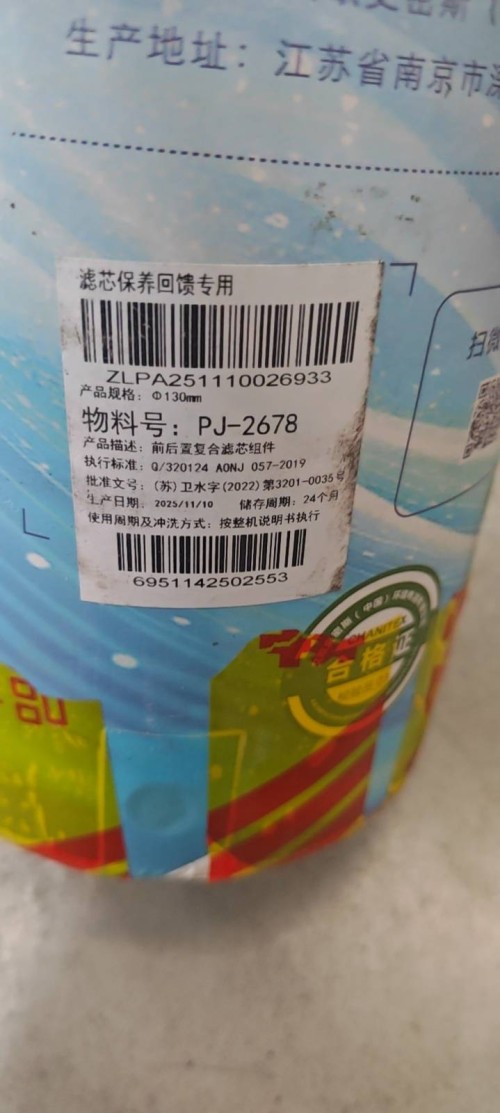 生产地址：江苏省南京市
滤芯保养回馈专用
ZLPA251110026933
产品规格：Φ130mm
物料号：PJ-2678
产品描述：前后置复合滤芯组件
执行标准：Q/320124 AONJ 057-2019
批准文号：(苏)卫水字(2022)第3201-0035号
生产日期：2025/11/10 储存周期：24个月
使用周期及冲洗方式：按整机说明书执行
6951142502553
扫
合格证
品